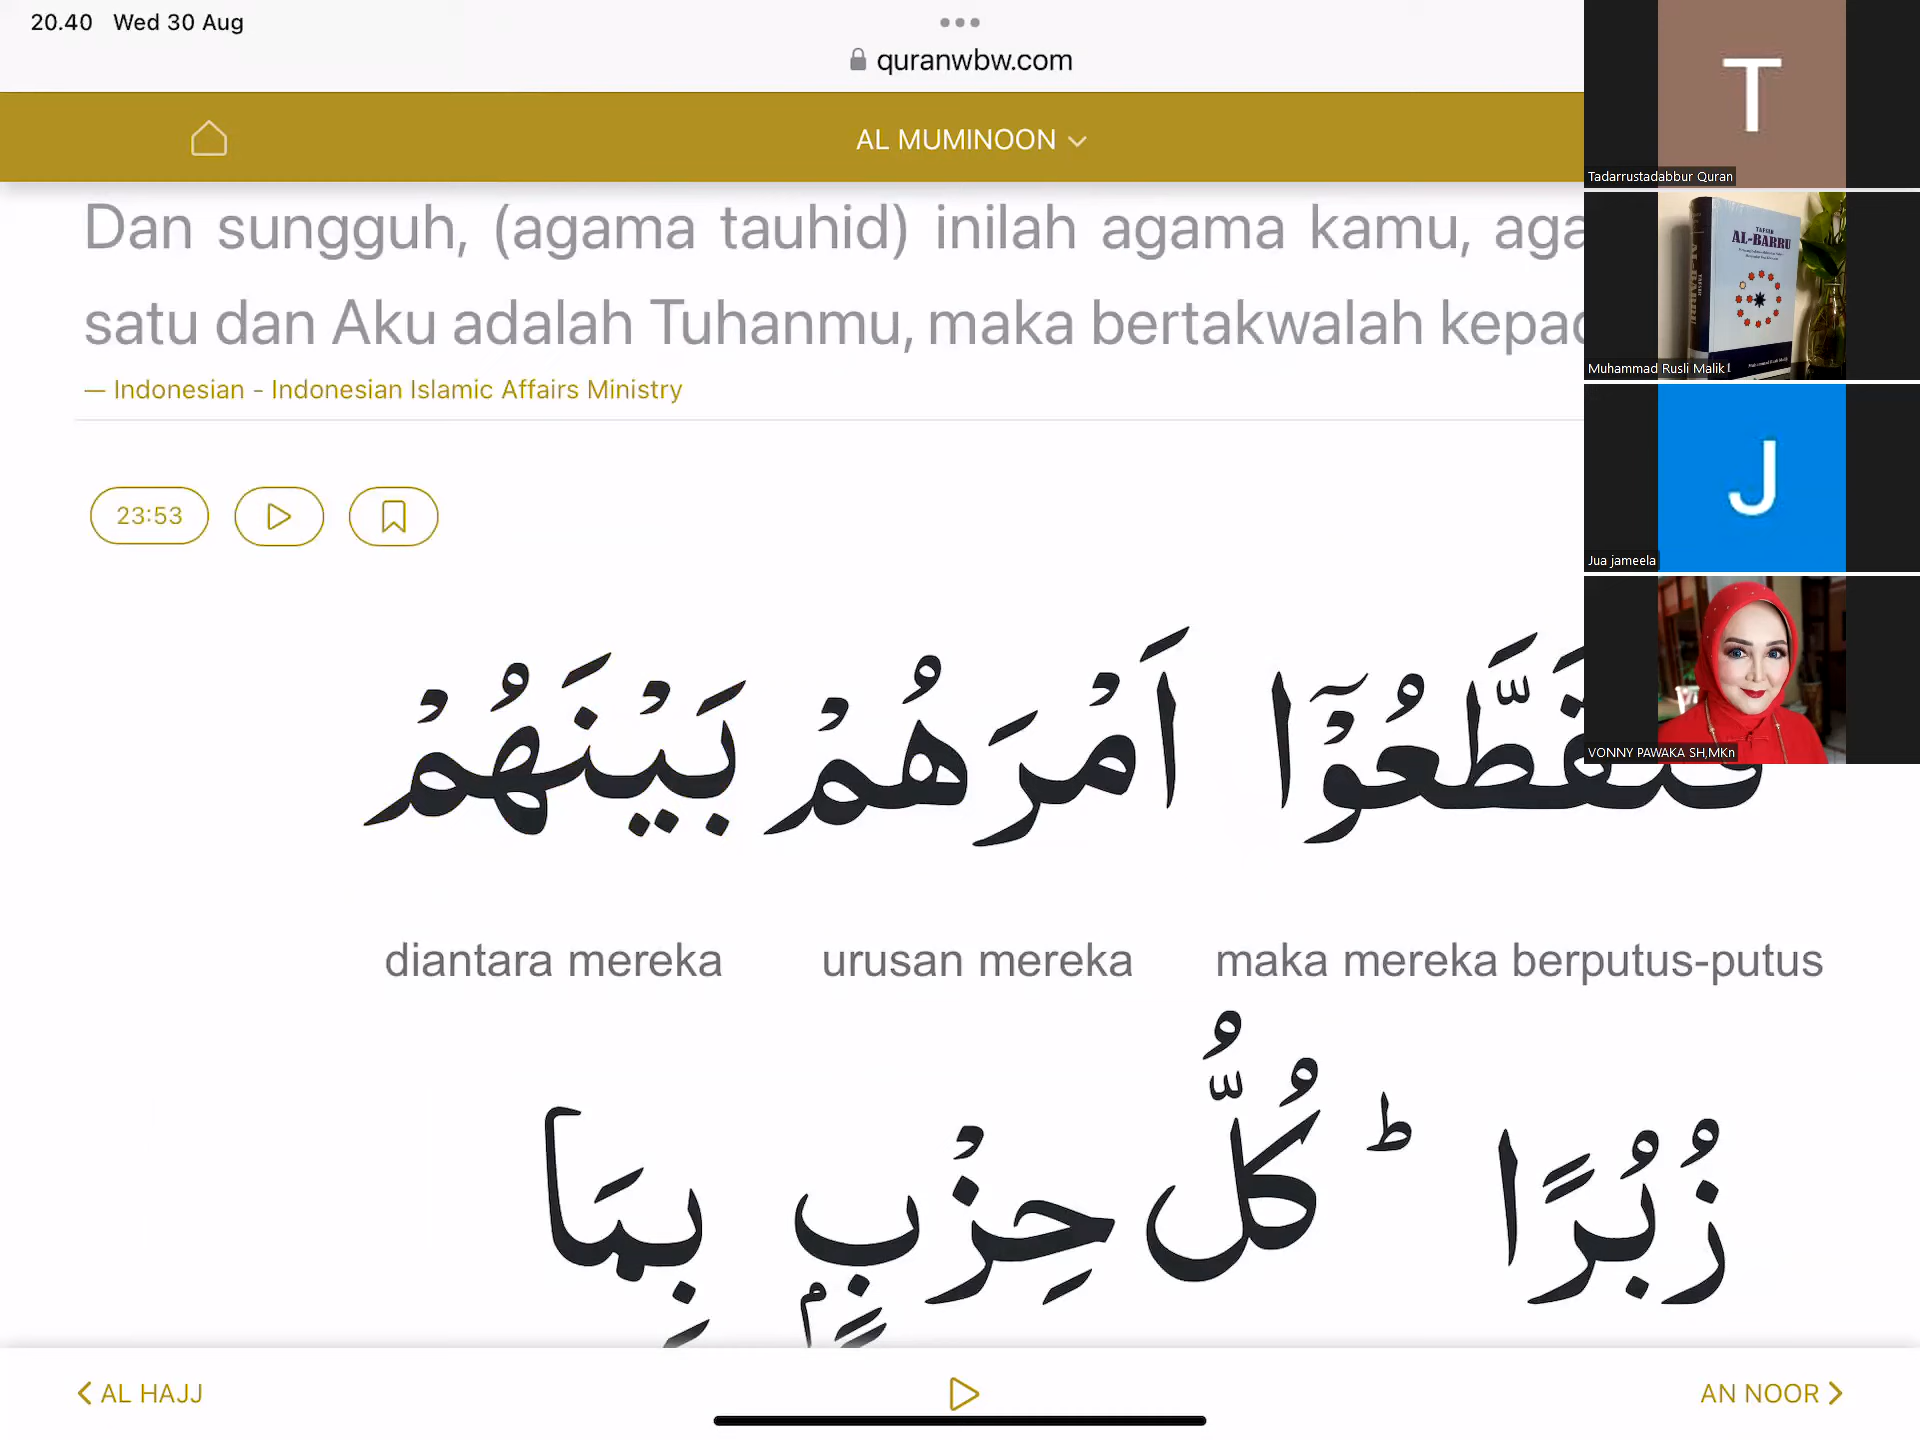 20.40 Wed 30 Aug
quranwbw.com
AL MUMINOON
Dan sungguh, (agama tauhid) inilah agama kamu, aga
satu dan Aku adalah Tuhanmu, maka bertakwalah kepad
— Indonesian - Indonesian Islamic Affairs Ministry
23:53
فَتَقَطَّعُوْٓا اَمْرَهُمْ بَيْنَهُمْ
maka mereka berputus-putus urusan mereka diantara mereka
زُبُرًا ۗ كُلُّ حِزْبٍۢ بِمَا
AL HAJJ
AN NOOR
T
Tadarrustadabbur Quran
TAFSIR
AL-BARRU
Muhammad Rusli Malik
J
Jua jameela
VONNY PAWAKA SH,MKn